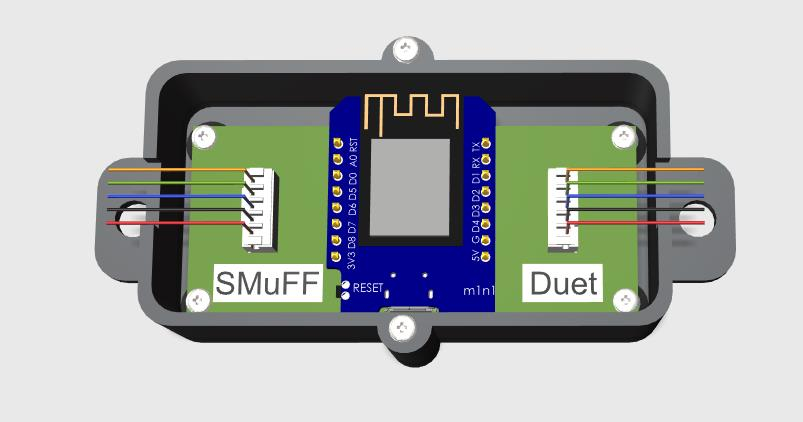 RST
A0
D0
D5
D6
D7
D8
3V3
TX
RX
D1
D2
D3
D4
G
5V
SMuFF
RESET
m1n1
Duet